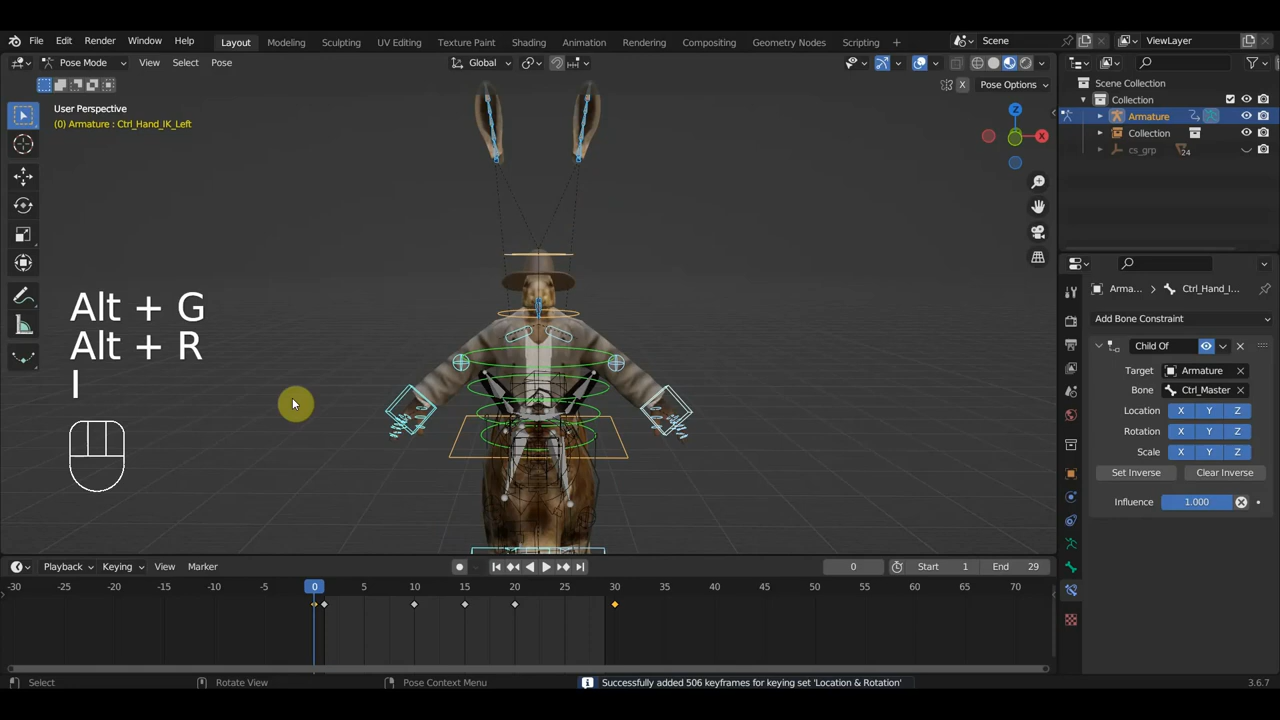 File Edit Render Window Help Layout Modeling Sculpting UV Editing Texture Paint Shading Animation Rendering Compositing Geometry Nodes Scripting + Scene ViewLayer
Pose Mode View Select Pose Global
X Pose Options
User Perspective
(0) Armature : Ctrl_Hand_IK_Left
Z
X
Alt + G
Alt + R
I
Scene Collection
Collection
Armature
Collection
cs_grp 24
Arma... > Ctrl_Hand_I...
Add Bone Constraint
Child Of
Target Armature
Bone Ctrl_Master
Location X Y Z
Rotation X Y Z
Scale X Y Z
Set Inverse Clear Inverse
Influence 1.000
Playback Keying View Marker 0 Start 1 End 29
-30 -25 -20 -15 -10 -5 0 5 10 15 20 25 30 35 40 45 50 55 60 65 70
Select Rotate View Pose Context Menu Successfully added 506 keyframes for keying set 'Location & Rotation' 3.6.7